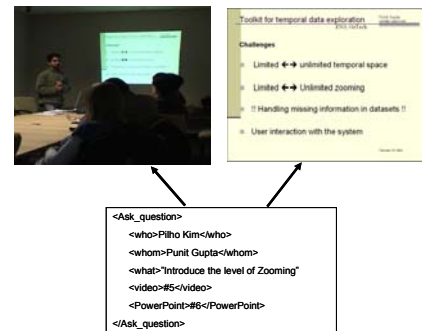 Toolkit for temporal data exploration
Challenges
Limited ←→ unlimited temporal space
Limited ←→ Unlimited zooming
!! Handling missing information in datasets !!
User interaction with the system
<Ask_question>
<who>Pilho Kim</who>
<whom>Punit Gupta</whom>
<what>"Introduce the level of Zooming"
<video>#5</video>
<PowerPoint>#6</PowerPoint>
</Ask_question>